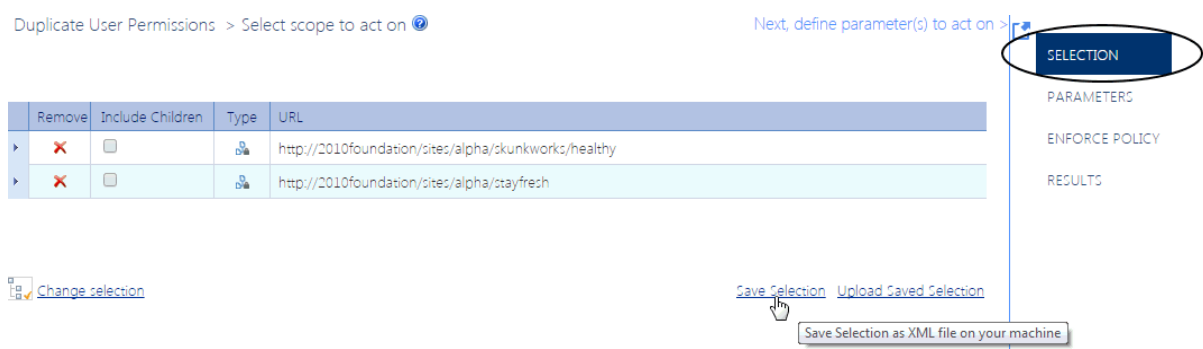 Duplicate User Permissions > Select scope to act on
Next, define parameter(s) to act on >
SELECTION
PARAMETERS
ENFORCE POLICY
RESULTS
Remove Include Children Type URL
http://2010foundation/sites/alpha/skunkworks/healthy
http://2010foundation/sites/alpha/stayfresh
Change selection
Save Selection Upload Saved Selection
Save Selection as XML file on your machine